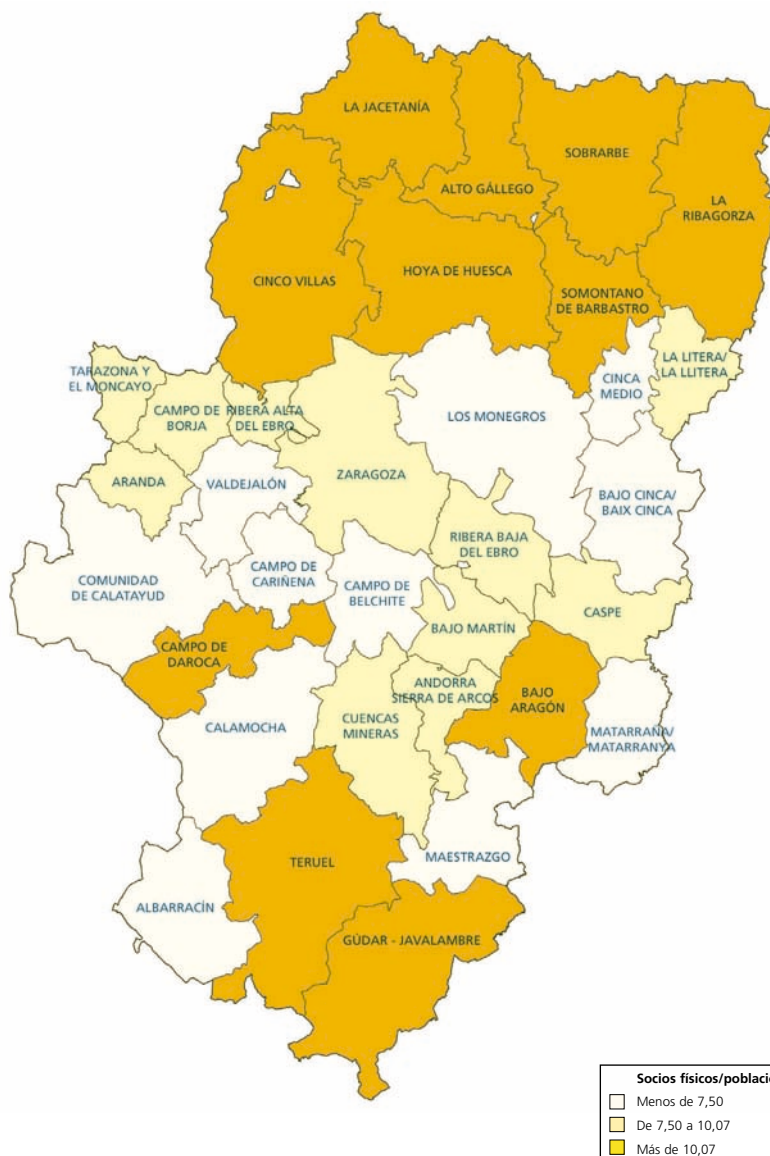 LA JACETANÍA
SOBRARBE
ALTO GÁLLEGO
LA
RIBAGORZA
HOYA DE HUESCA
CINCO VILLAS
SOMONTANO
DE BARBASTRO
TARAZONA Y
EL MONCAYO
LA LITERA/
LA LLITERA
CINCA
MEDIO
CAMPO DE
BORJA
RIBERA ALTA
DEL EBRO
LOS MONEGROS
ARANDA
VALDEJALÓN
ZARAGOZA
BAJO CINCA/
BAIX CINCA
RIBERA BAJA
DEL EBRO
COMUNIDAD
DE CALATAYUD
CAMPO DE
CARIÑENA
CAMPO DE
BELCHITE
CASPE
BAJO MARTÍN
CAMPO DE
DAROCA
ANDORRA
SIERRA DE ARCOS
BAJO
ARAGÓN
CALAMOCHA
CUENCAS
MINERAS
MATARRAÑA/
MATARRANYA
TERUEL
MAESTRAZGO
ALBARRACÍN
GÚDAR - JAVALAMBRE
Socios físicos/població
Menos de 7,50
De 7,50 a 10,07
Más de 10,07